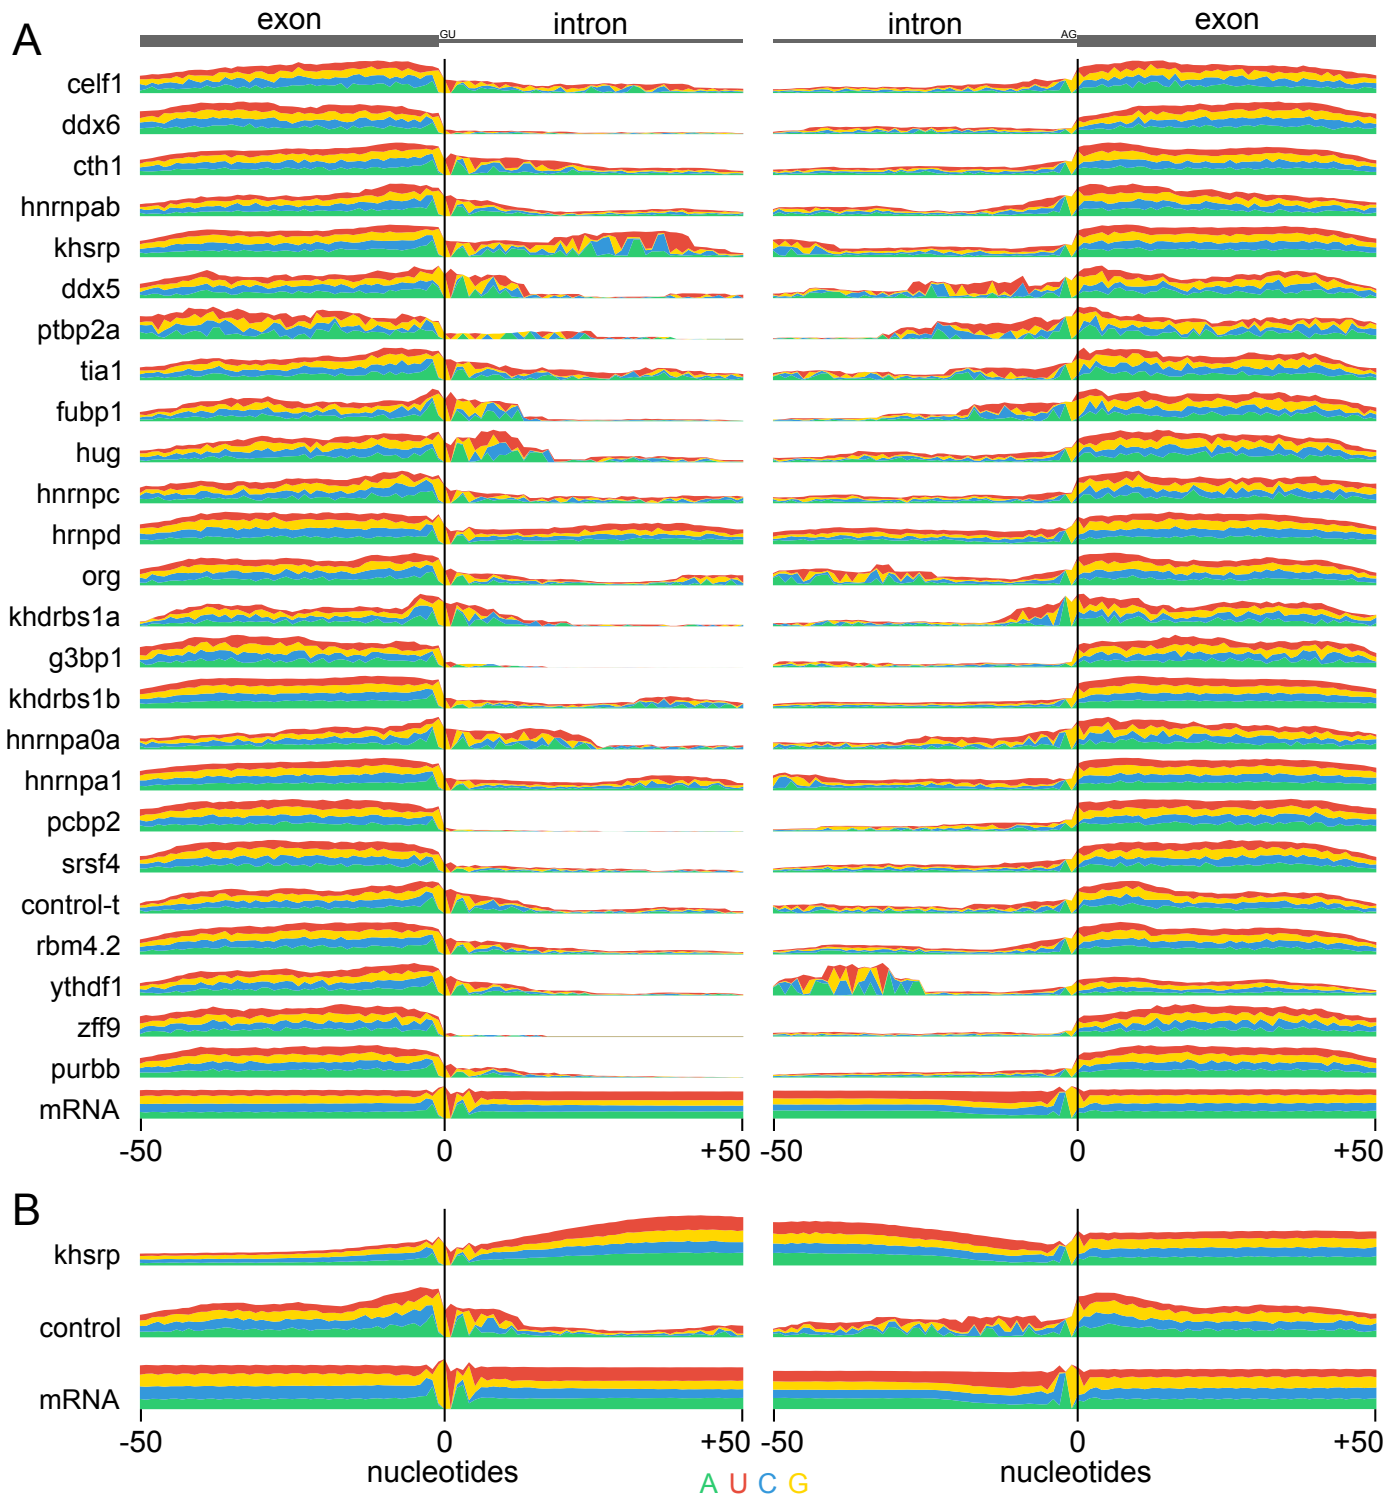 A
exon GU intron intron AG exon
celf1
ddx6
cth1
hnrnpab
khsrp
ddx5
ptbp2a
tia1
fubp1
hug
hnrnpc
hrnpd
org
khdrbs1a
g3bp1
khdrbs1b
hnrnpa0a
hnrnpa1
pcbp2
srsf4
control-t
rbm4.2
ythdf1
zff9
purbb
mRNA
-50 0 +50 -50 0 +50
B
khsrp
control
mRNA
-50 0 +50 -50 0 +50
nucleotides nucleotides
A U C G